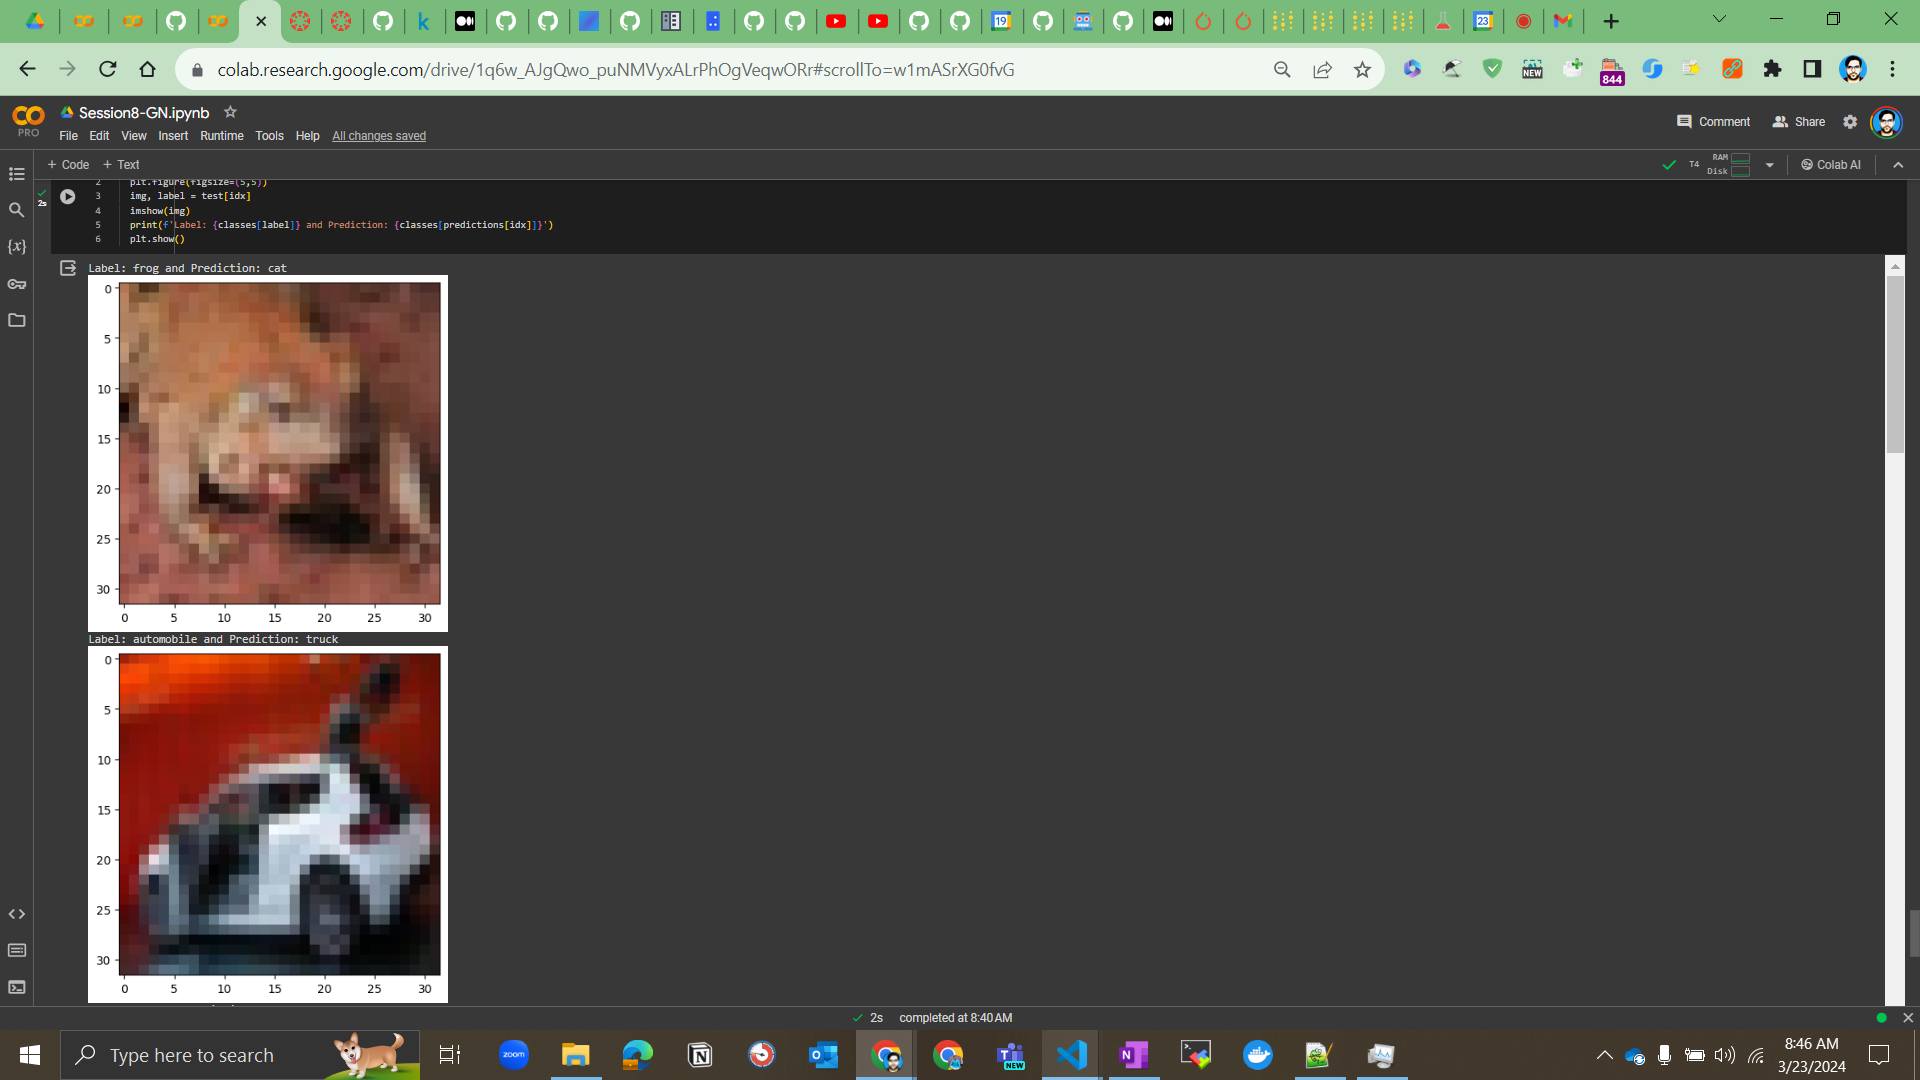 19
23
colab.research.google.com/drive/1q6w_AJgQwo_puNMVyxALrPhOgVeqwORr#scrollTo=w1mASrXG0fvG
NEW
844
PRO
Session8-GN.ipynb
File Edit View Insert Runtime Tools Help All changes saved
Comment
Share
+ Code + Text
T4
RAM
Disk
Colab AI
2s
2 plt.figure(figsize=(5,5))
3 img, label = test[idx]
4 imshow(img)
5 print(f'Label: {classes[label]} and Prediction: {classes[predictions[idx]]}')
6 plt.show()
{x}
Label: frog and Prediction: cat
0
5
10
15
20
25
30
0 5 10 15 20 25 30
Label: automobile and Prediction: truck
0
5
10
15
20
25
30
0 5 10 15 20 25 30
2s completed at 8:40 AM
Type here to search
zoom
NEW
8:46 AM
3/23/2024